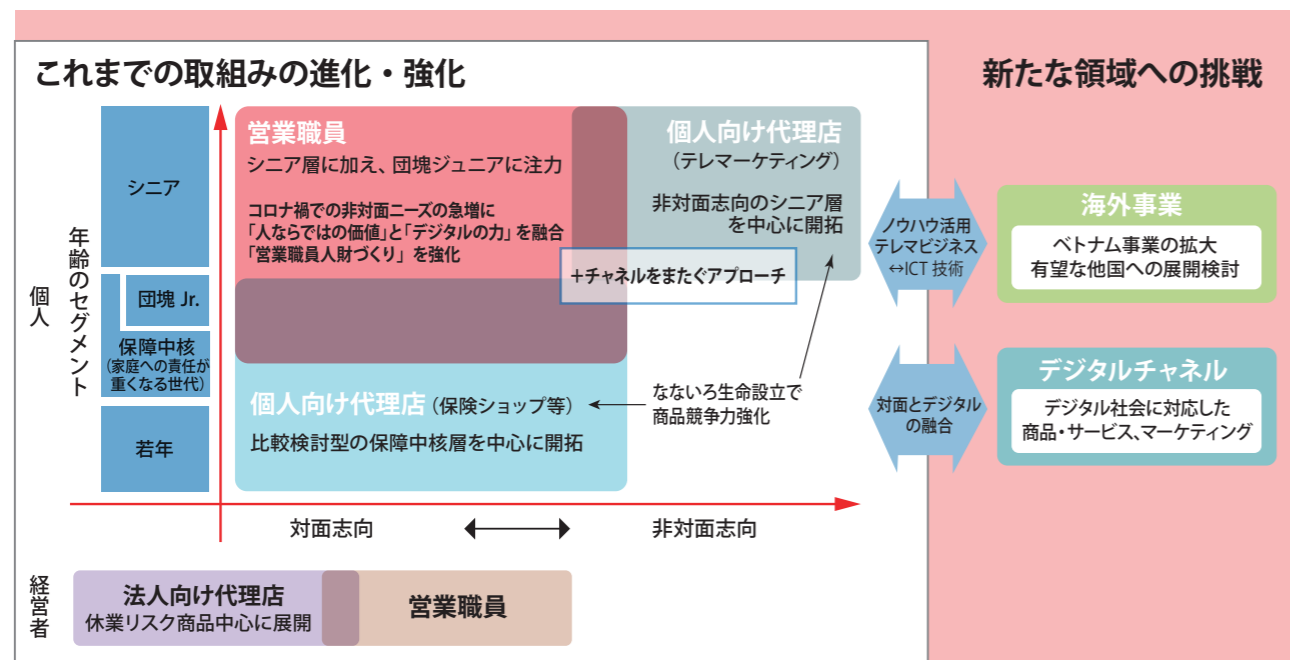 これまでの取組みの進化・強化
新たな領域への挑戦
個人
年齢のセグメント
シニア
団塊 Jr.
保障中核
(家庭への責任が
重くなる世代)
若年
営業職員
シニア層に加え、団塊ジュニアに注力
コロナ禍での非対面ニーズの急増に
「人ならではの価値」と「デジタルの力」を融合
「営業職員人財づくり」を強化
個人向け代理店
(テレマーケティング)
非対面志向のシニア層
を中心に開拓
+チャネルをまたぐアプローチ
個人向け代理店(保険ショップ等)
比較検討型の保障中核層を中心に開拓
なないろ生命設立で
商品競争力強化
対面志向
非対面志向
ノウハウ活用
テレマビジネス
↔ICT 技術
対面とデジタル
の融合
海外事業
ベトナム事業の拡大
有望な他国への展開検討
デジタルチャネル
デジタル社会に対応した
商品・サービス、マーケティング
経営者
法人向け代理店
休業リスク商品中心に展開
営業職員